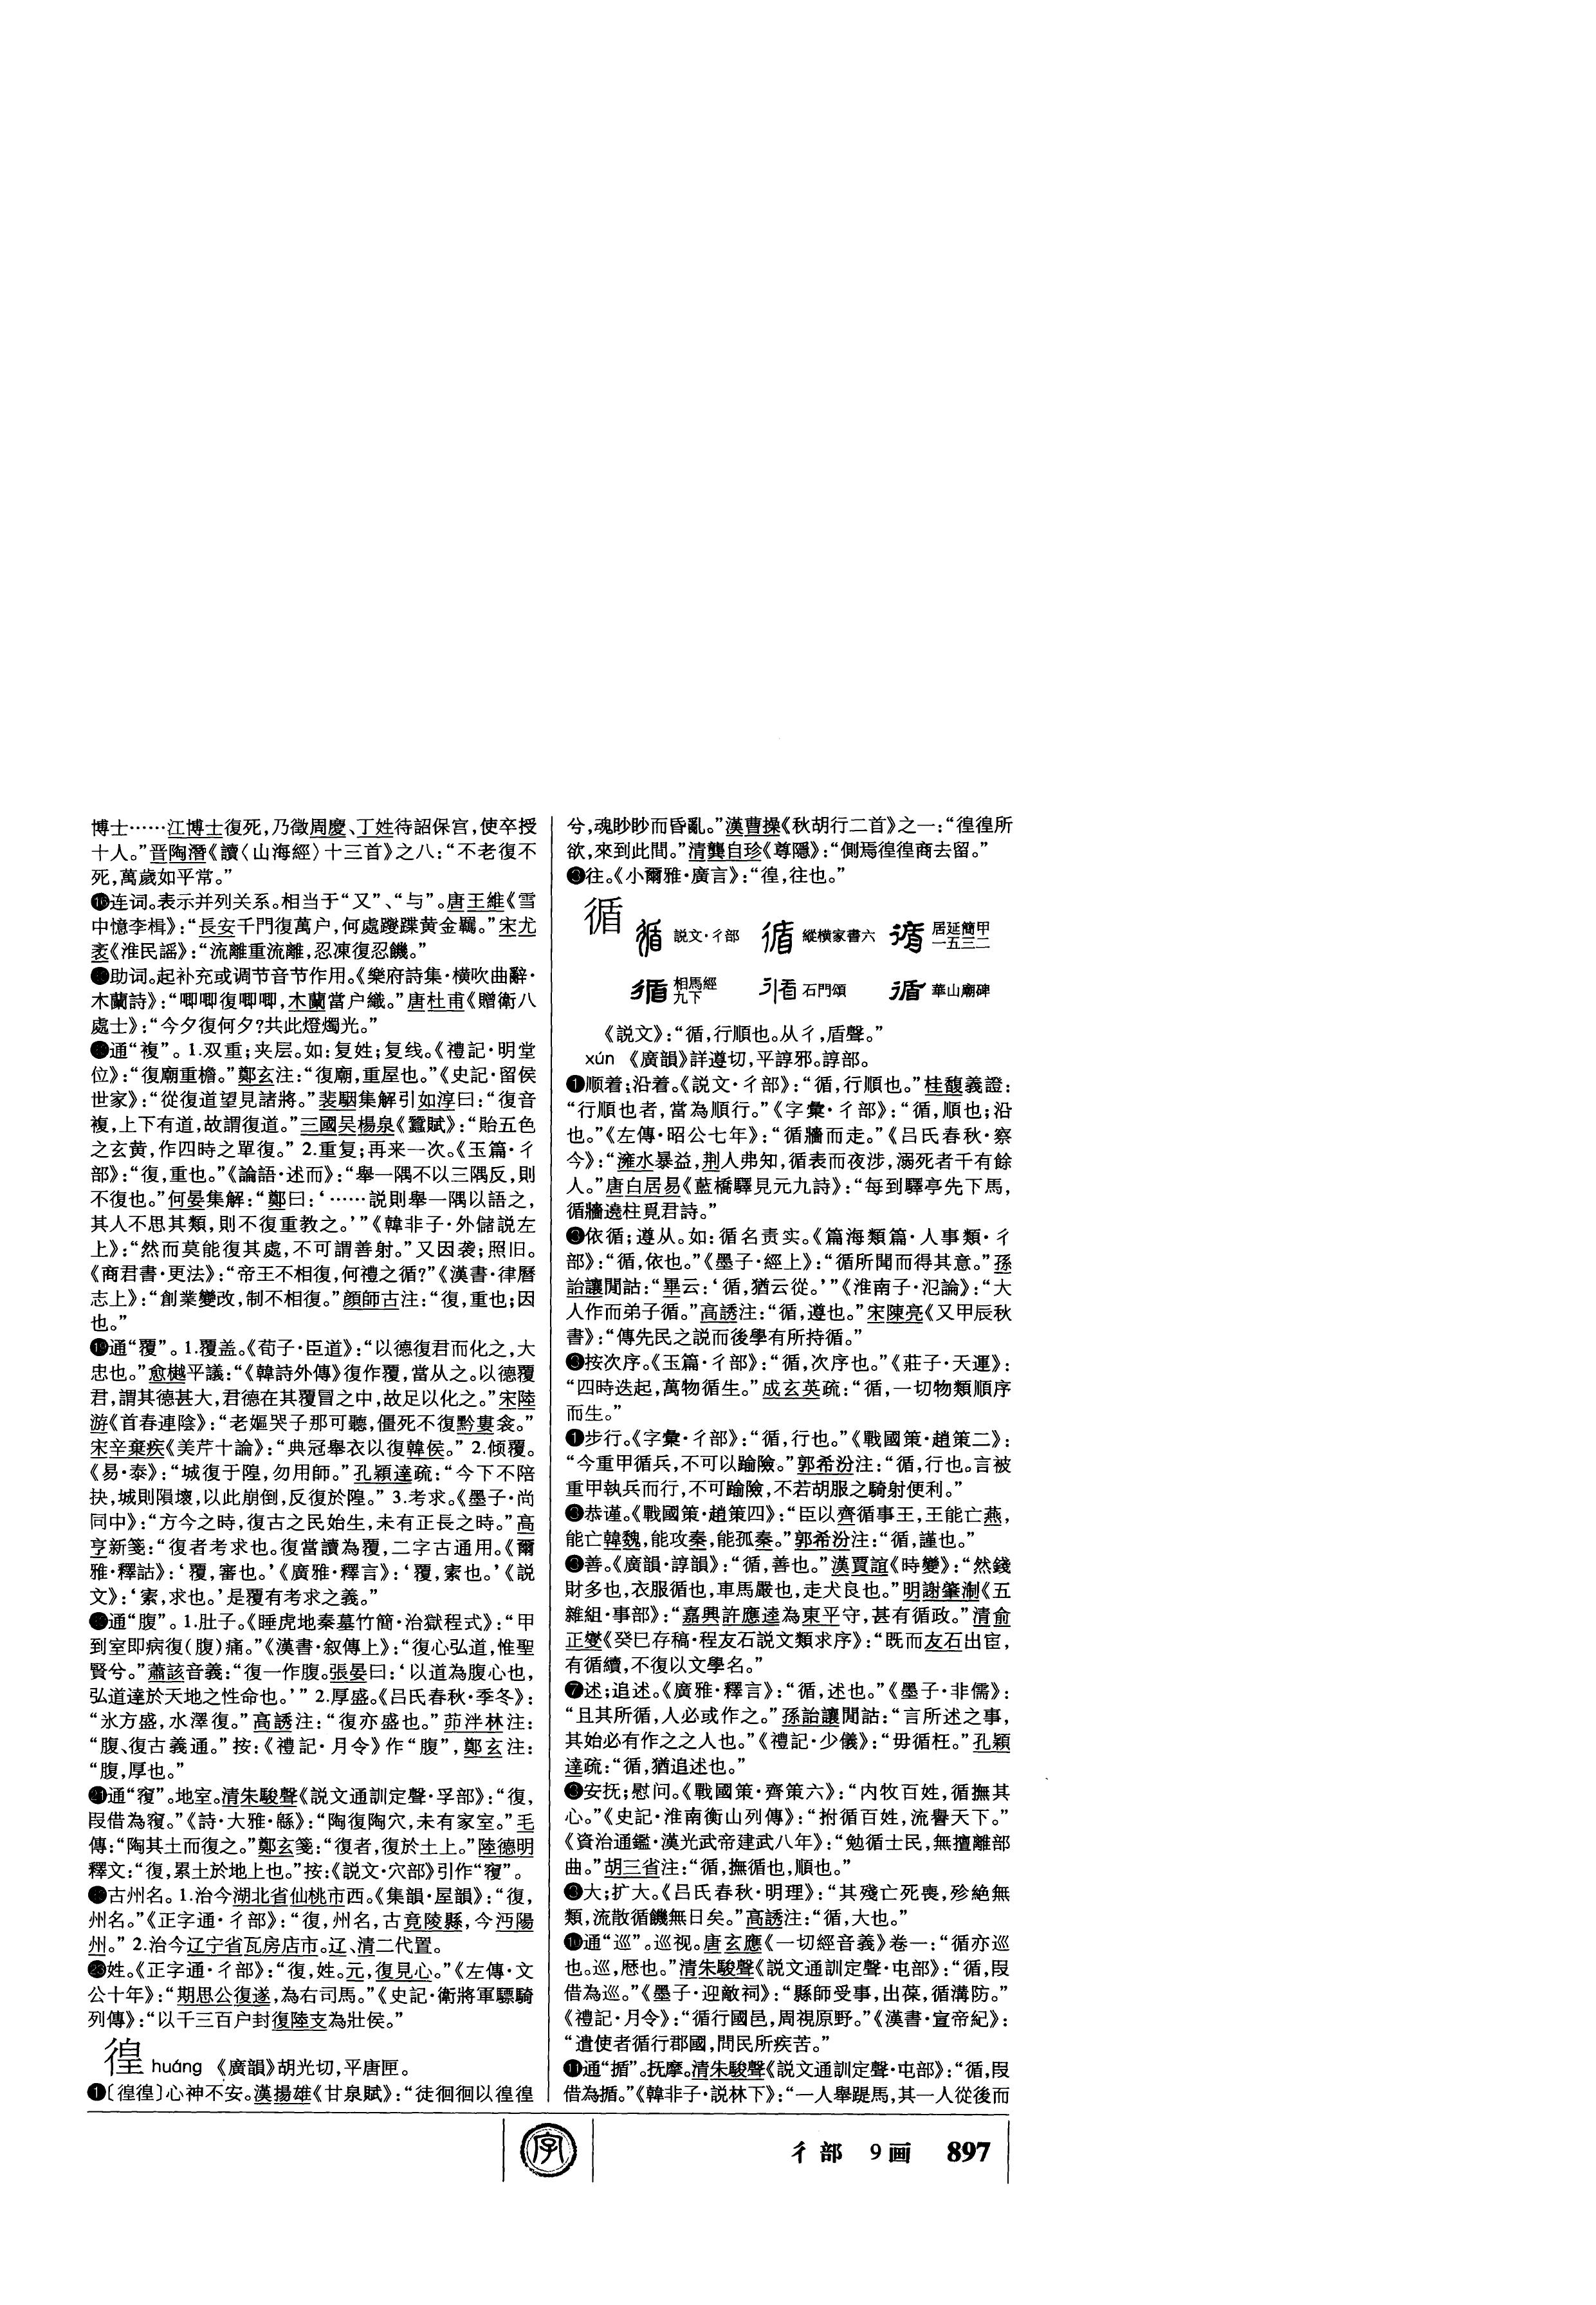 博士……江博士復死，乃徵周慶、丁姓待詔保宫，使卒授
十人。”晋陶潛《讀〈山海經〉十三首》之八：“不老復不
死，萬歲如平常。”
⓰连词。表示并列关系。相当于“又”、“与”。唐王維《雪
中憶李楫》：“長安千門復萬户，何處躞蹀黄金羈。”宋尤
袤《淮民謡》：“流離重流離，忍凍復忍饑。”
⓱助词。起补充或调节音节作用。《樂府詩集·横吹曲辭·
木蘭詩》：“唧唧復唧唧，木蘭當户織。”唐杜甫《贈衛八
處士》：“今夕復何夕？共此燈燭光。”
⓲通“複”。1.双重；夹层。如：复姓；复线。《禮記·明堂
位》：“復廟重檐。”鄭玄注：“復廟，重屋也。”《史記·留侯
世家》：“從復道望見諸將。”裴駰集解引如淳曰：“復音
複，上下有道，故謂復道。”三國吴楊泉《蠶賦》：“貽五色
之玄黄，作四時之單復。”2.重复；再来一次。《玉篇·彳
部》：“復，重也。”《論語·述而》：“舉一隅不以三隅反，則
不復也。”何晏集解：“鄭曰：‘……説則舉一隅以語之，
其人不思其類，則不復重教之。’”《韓非子·外儲説左
上》：“然而莫能復其處，不可謂善射。”又因袭；照旧。
《商君書·更法》：“帝王不相復，何禮之循？”《漢書·律曆
志上》：“創業變改，制不相復。”顔師古注：“復，重也；因
也。”
⓳通“覆”。1.覆盖。《荀子·臣道》：“以德復君而化之，大
忠也。”愈樾平議：“《韓詩外傳》復作覆，當从之。以德覆
君，謂其德甚大，君德在其覆冒之中，故足以化之。”宋陸
游《首春連陰》：“老嫗哭子那可聽，僵死不復黔婁衾。”
宋辛棄疾《美芹十論》：“典冠舉衣以復韓侯。”2.倾覆。
《易·泰》：“城復于隍，勿用師。”孔穎達疏：“今下不陪
抉，城則隕壞，以此崩倒，反復於隍。”3.考求。《墨子·尚
同中》：“方今之時，復古之民始生，未有正長之時。”高
亨新箋：“復者考求也。復當讀為覆，二字古通用。《爾
雅·釋詁》：‘覆，審也。’《廣雅·釋言》：‘覆，索也。’《説
文》：‘索，求也。’是覆有考求之義。”
⓴通“腹”。1.肚子。《睡虎地秦墓竹簡·治獄程式》：“甲
到室即病復（腹）痛。”《漢書·叙傳上》：“復心弘道，惟聖
賢兮。”蕭該音義：“復一作腹。張晏曰：‘以道為腹心也，
弘道達於天地之性命也。’”2.厚盛。《吕氏春秋·季冬》：
“氷方盛，水澤復。”高誘注：“復亦盛也。”茆泮林注：
“腹、復古義通。”按：《禮記·月令》作“腹”，鄭玄注：
“腹，厚也。”
㉑通“𥨍”。地室。清朱駿聲《説文通訓定聲·孚部》：“復，
叚借為𥨍。”《詩·大雅·緜》：“陶復陶穴，未有家室。”毛
傳：“陶其土而復之。”鄭玄箋：“復者，復於土上。”陸德明
釋文：“復，累土於地上也。”按：《説文·穴部》引作“𥨍”。
㉒古州名。1.治今湖北省仙桃市西。《集韻·屋韻》：“復，
州名。”《正字通·彳部》：“復，州名，古竟陵縣，今沔陽
州。”2.治今辽宁省瓦房店市。辽、清二代置。
㉓姓。《正字通·彳部》：“復，姓。元，復見心。”《左傳·文
公十年》：“期思公復遂，為右司馬。”《史記·衛將軍驃騎
列傳》：“以千三百户封復陸支為壯侯。”
徨 huáng 《廣韻》胡光切，平唐匣。
❶〔徨徨〕心神不安。漢揚雄《甘泉賦》：“徒徊徊以徨徨
兮，魂眇眇而昏亂。”漢曹操《秋胡行二首》之一：“徨徨所
欲，來到此間。”清龔自珍《尊隱》：“側焉徨徨商去留。”
❷往。《小爾雅·廣言》：“徨，往也。”
循
循 説文·彳部 循 縱横家書六 循 居延簡甲一五三二
循 相馬經九下 循 石門頌 循 華山廟碑
《説文》：“循，行順也。从彳，盾聲。”
xún 《廣韻》詳遵切，平諄邪。諄部。
❶顺着；沿着。《説文·彳部》：“循，行順也。”桂馥義證：
“行順也者，當為順行。”《字彙·彳部》：“循，順也；沿
也。”《左傳·昭公七年》：“循牆而走。”《吕氏春秋·察
今》：“澭水暴益，荆人弗知，循表而夜涉，溺死者千有餘
人。”唐白居易《藍橋驛見元九詩》：“每到驛亭先下馬，
循牆遶柱覓君詩。”
❷依循；遵从。如：循名责实。《篇海類篇·人事類·彳
部》：“循，依也。”《墨子·經上》：“循所聞而得其意。”孫
詒讓閒詁：“畢云：‘循，猶云從。’”《淮南子·氾論》：“大
人作而弟子循。”高誘注：“循，遵也。”宋陳亮《又甲辰秋
書》：“傳先民之説而後學有所持循。”
❸按次序。《玉篇·彳部》：“循，次序也。”《莊子·天運》：
“四時迭起，萬物循生。”成玄英疏：“循，一切物類順序
而生。”
❹步行。《字彙·彳部》：“循，行也。”《戰國策·趙策二》：
“今重甲循兵，不可以踰險。”郭希汾注：“循，行也。言被
重甲執兵而行，不可踰險，不若胡服之騎射便利。”
❺恭谨。《戰國策·趙策四》：“臣以齊循事王，王能亡燕，
能亡韓魏，能攻秦，能孤秦。”郭希汾注：“循，謹也。”
❻善。《廣韻·諄韻》：“循，善也。”漢賈誼《時變》：“然錢
財多也，衣服循也，車馬嚴也，走犬良也。”明謝肇淛《五
雜組·事部》：“嘉興許應逵為東平守，甚有循政。”清俞
正燮《癸巳存稿·程友石説文類求序》：“既而友石出宦，
有循績，不復以文學名。”
❼述；追述。《廣雅·釋言》：“循，述也。”《墨子·非儒》：
“且其所循，人必或作之。”孫詒讓閒詁：“言所述之事，
其始必有作之之人也。”《禮記·少儀》：“毋循枉。”孔穎
達疏：“循，猶追述也。”
❽安抚；慰问。《戰國策·齊策六》：“内牧百姓，循撫其
心。”《史記·淮南衡山列傳》：“拊循百姓，流譽天下。”
《資治通鑑·漢光武帝建武八年》：“勉循士民，無擅離部
曲。”胡三省注：“循，撫循也，順也。”
❾大；扩大。《吕氏春秋·明理》：“其殘亡死喪，殄絶無
類，流散循饑無日矣。”高誘注：“循，大也。”
❿通“巡”。巡视。唐玄應《一切經音義》卷一：“循亦巡
也。巡，歷也。”清朱駿聲《説文通訓定聲·屯部》：“循，叚
借為巡。”《墨子·迎敵祠》：“縣師受事，出葆，循溝防。”
《禮記·月令》：“循行國邑，周視原野。”《漢書·宣帝紀》：
“遣使者循行郡國，問民所疾苦。”
⓫通“揗”。抚摩。清朱駿聲《説文通訓定聲·屯部》：“循，叚
借為揗。”《韓非子·説林下》：“一人舉踶馬，其一人從後而
字
彳部 9画 897